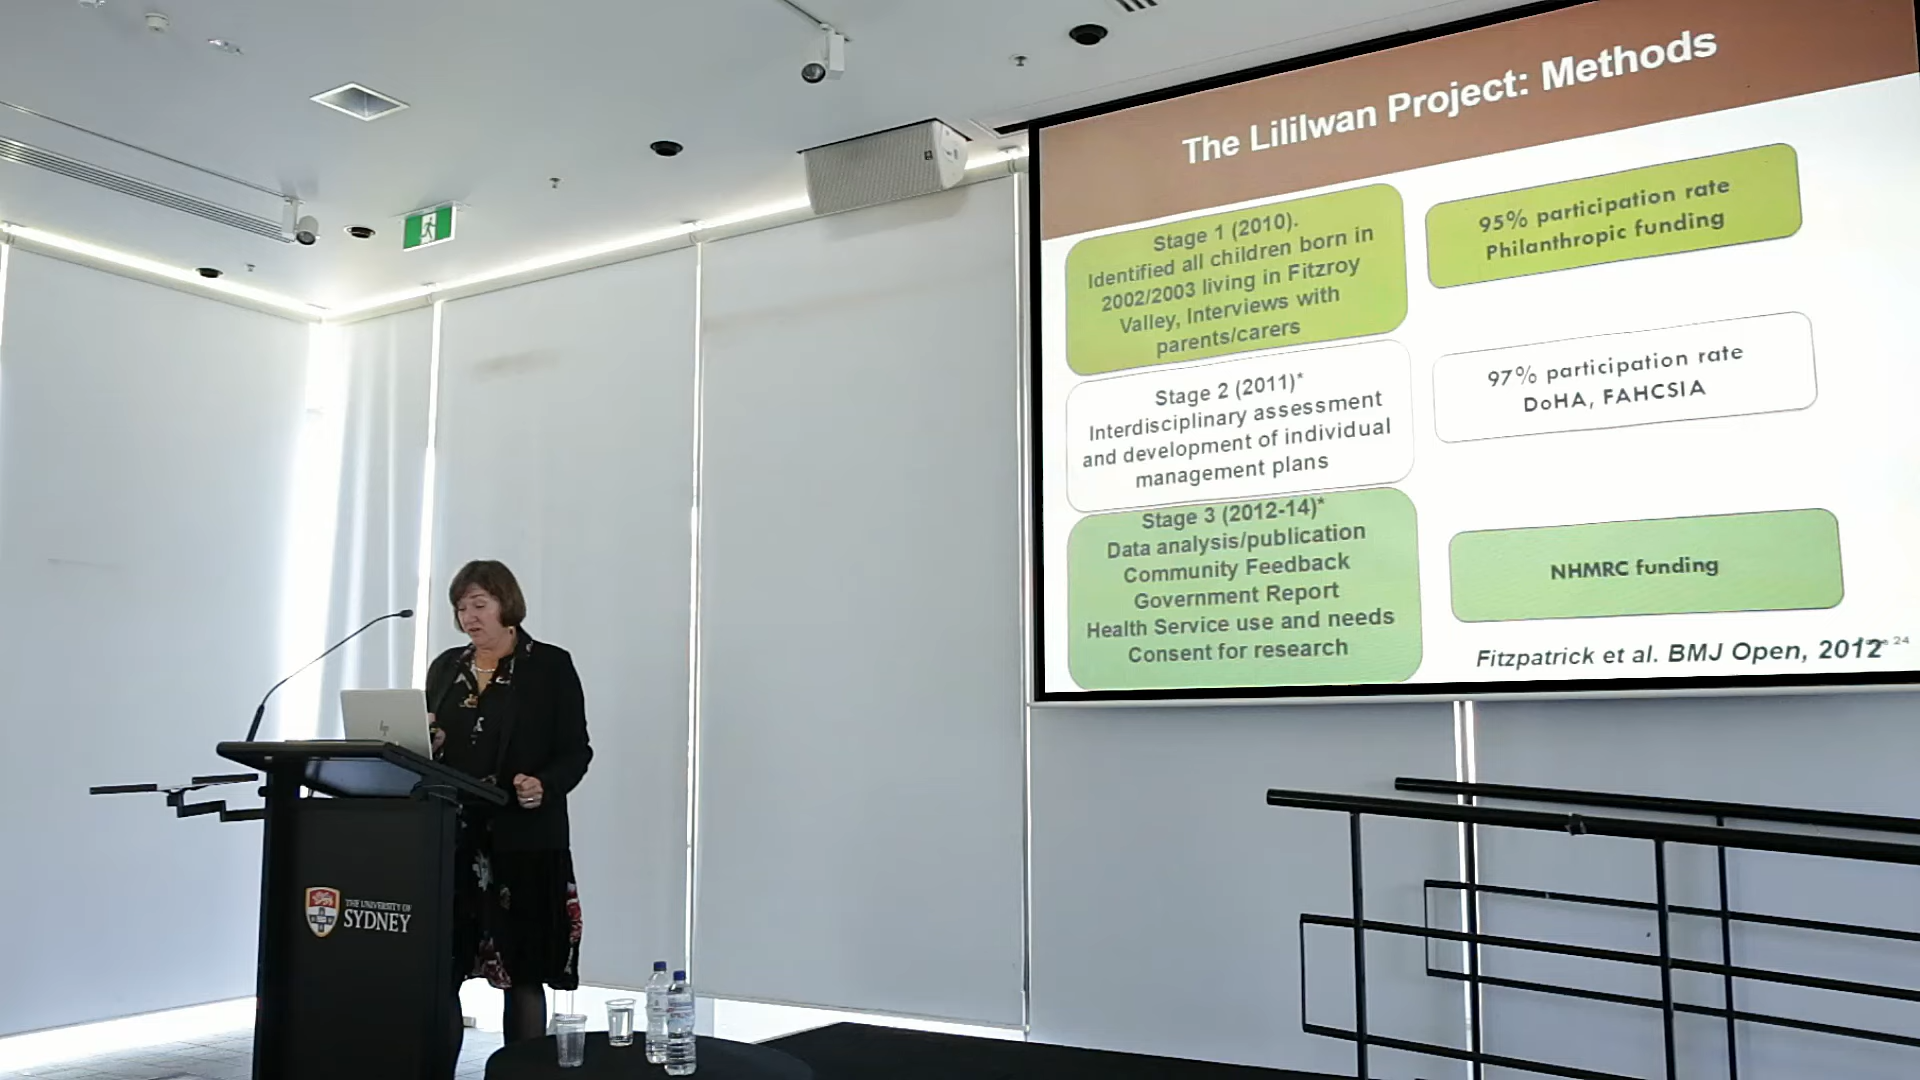 The Lililwan Project: Methods
Stage 1 (2010).
Identified all children born in
2002/2003 living in Fitzroy
Valley, Interviews with
parents/carers
95% participation rate
Philanthropic funding
Stage 2 (2011)*
Interdisciplinary assessment
and development of individual
management plans
97% participation rate
DoHA, FAHCSIA
Stage 3 (2012-14)*
Data analysis/publication
Community Feedback
Government Report
Health Service use and needs
Consent for research
NHMRC funding
Fitzpatrick et al. BMJ Open, 2012
24
hp
THE UNIVERSITY OF
SYDNEY